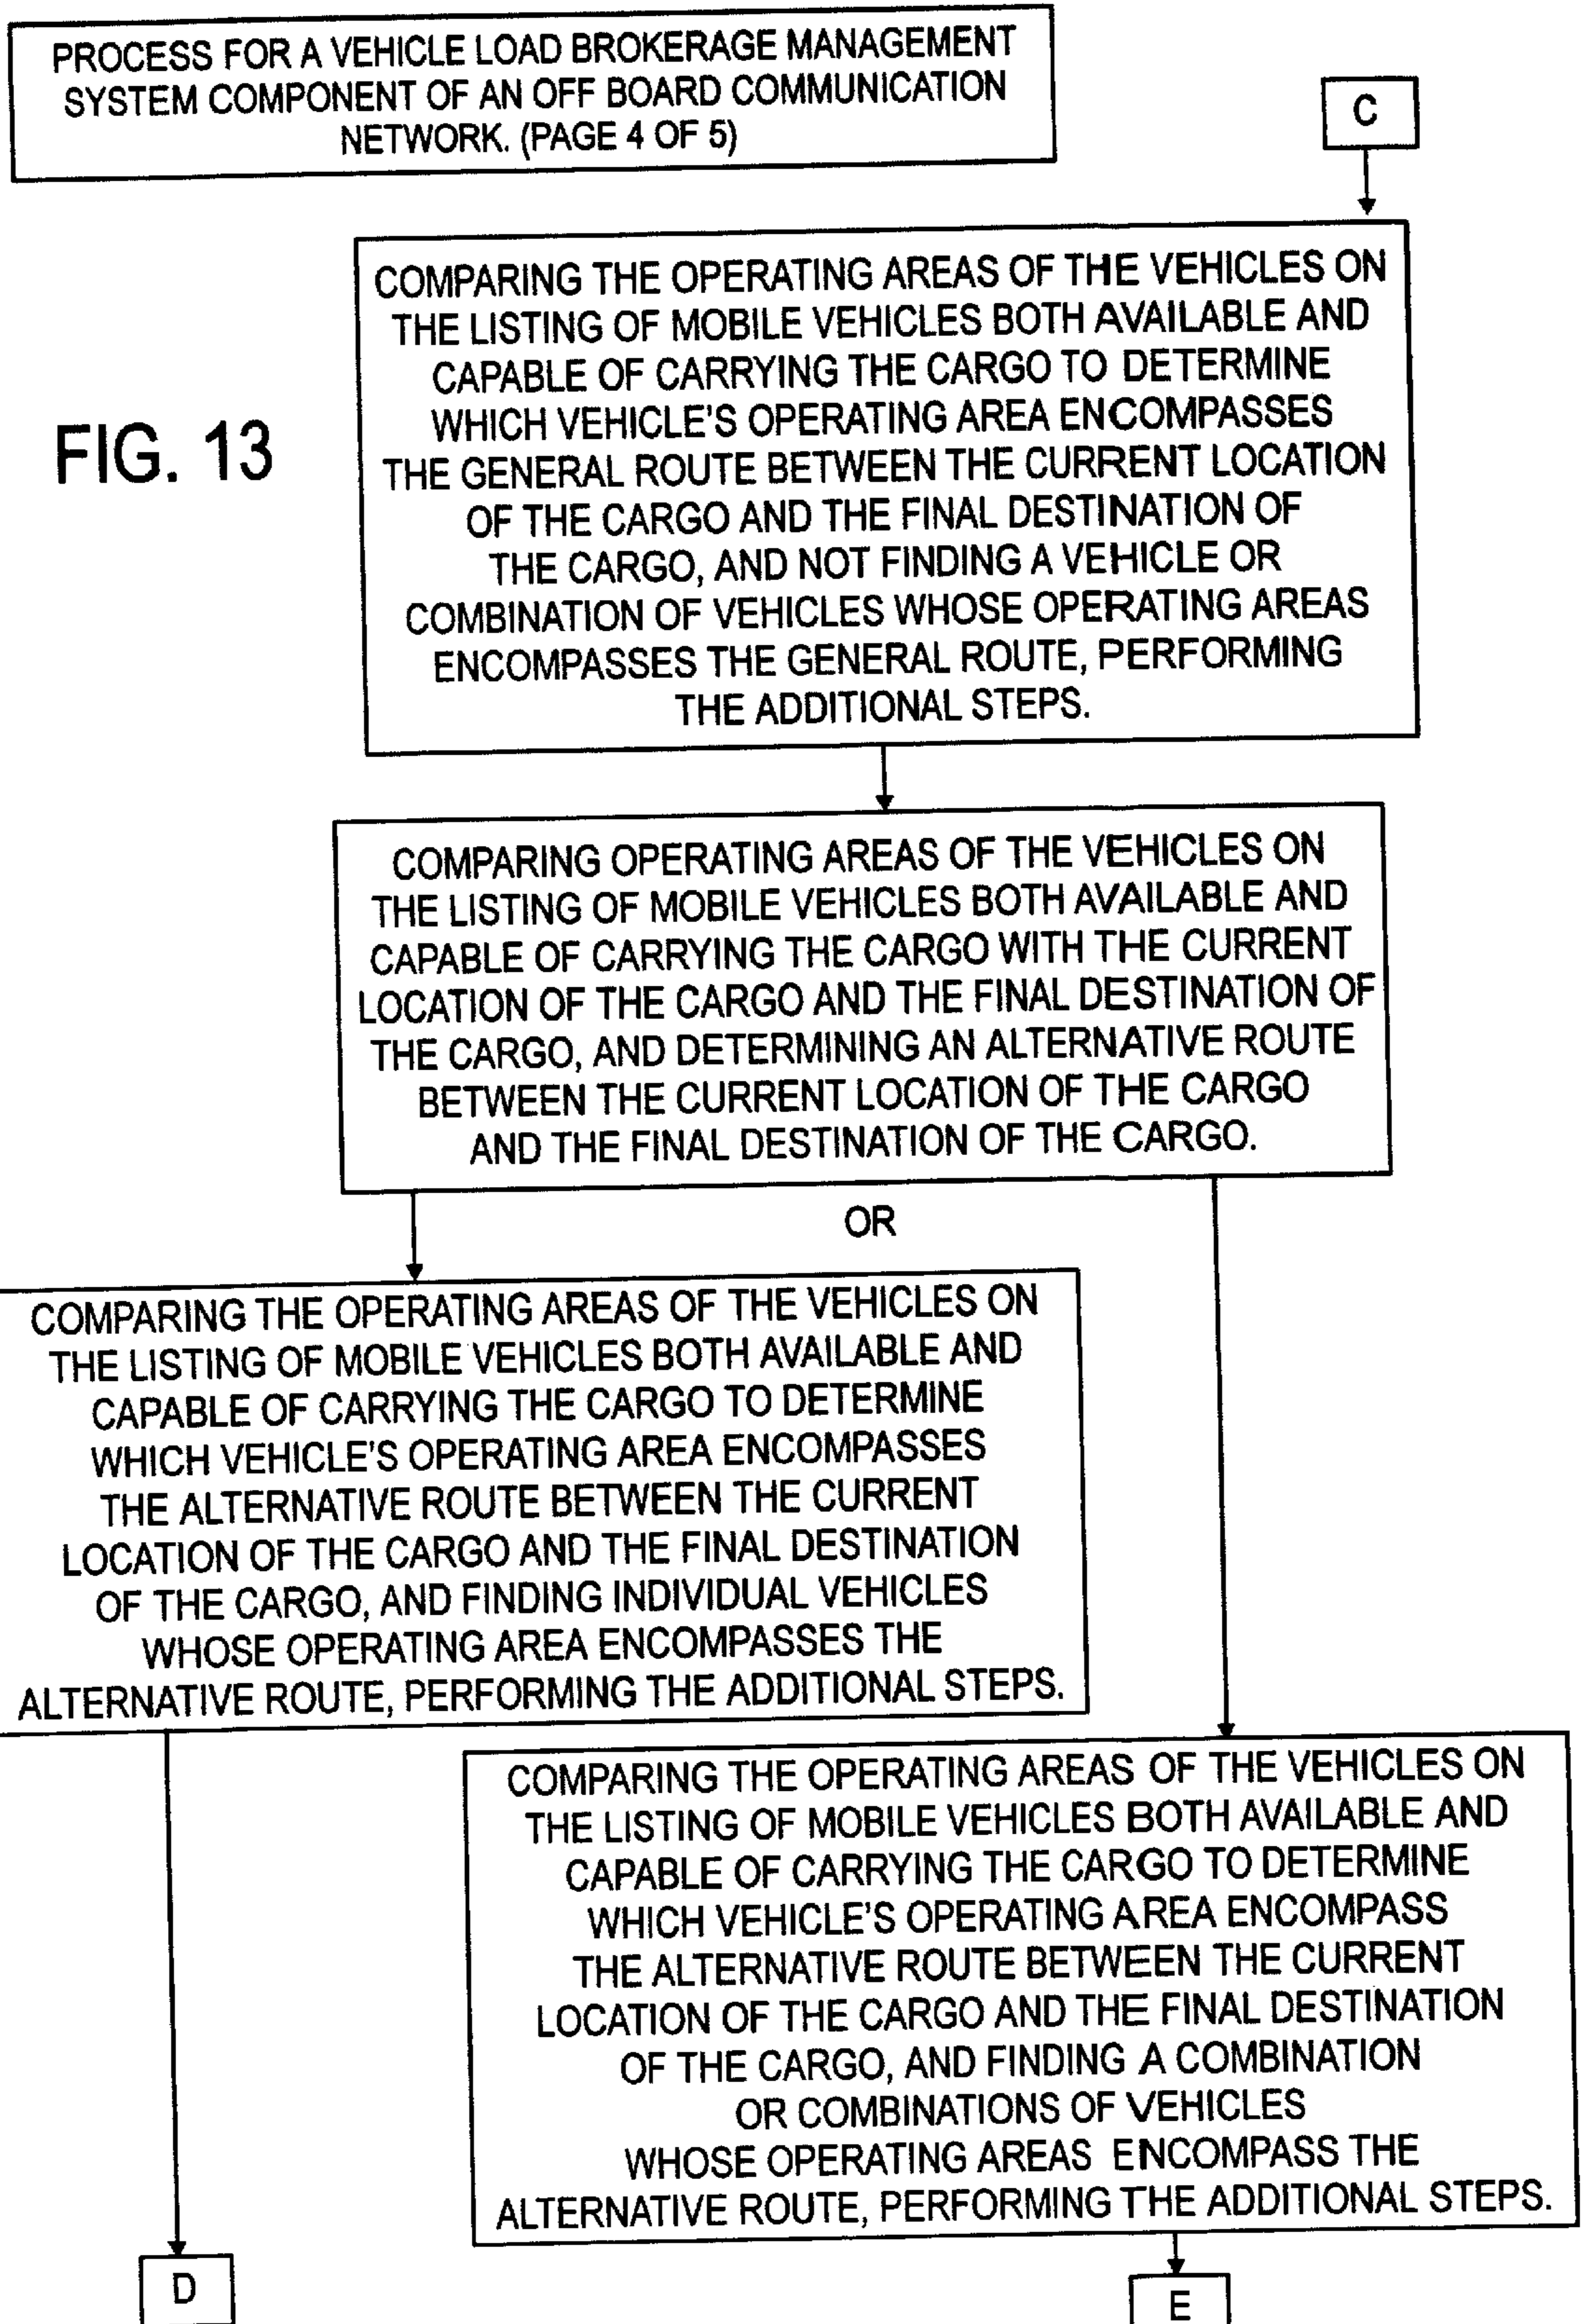 PROCESS FOR A VEHICLE LOAD BROKERAGE MANAGEMENT
SYSTEM COMPONENT OF AN OFF BOARD COMMUNICATION
NETWORK. (PAGE 4 OF 5)
C
FIG. 13
COMPARING THE OPERATING AREAS OF THE VEHICLES ON
THE LISTING OF MOBILE VEHICLES BOTH AVAILABLE AND
CAPABLE OF CARRYING THE CARGO TO DETERMINE
WHICH VEHICLE'S OPERATING AREA ENCOMPASSES
THE GENERAL ROUTE BETWEEN THE CURRENT LOCATION
OF THE CARGO AND THE FINAL DESTINATION OF
THE CARGO, AND NOT FINDING A VEHICLE OR
COMBINATION OF VEHICLES WHOSE OPERATING AREAS
ENCOMPASSES THE GENERAL ROUTE, PERFORMING
THE ADDITIONAL STEPS.
COMPARING OPERATING AREAS OF THE VEHICLES ON
THE LISTING OF MOBILE VEHICLES BOTH AVAILABLE AND
CAPABLE OF CARRYING THE CARGO WITH THE CURRENT
LOCATION OF THE CARGO AND THE FINAL DESTINATION OF
THE CARGO, AND DETERMINING AN ALTERNATIVE ROUTE
BETWEEN THE CURRENT LOCATION OF THE CARGO
AND THE FINAL DESTINATION OF THE CARGO.
OR
COMPARING THE OPERATING AREAS OF THE VEHICLES ON
THE LISTING OF MOBILE VEHICLES BOTH AVAILABLE AND
CAPABLE OF CARRYING THE CARGO TO DETERMINE
WHICH VEHICLE'S OPERATING AREA ENCOMPASSES
THE ALTERNATIVE ROUTE BETWEEN THE CURRENT
LOCATION OF THE CARGO AND THE FINAL DESTINATION
OF THE CARGO, AND FINDING INDIVIDUAL VEHICLES
WHOSE OPERATING AREA ENCOMPASSES THE
ALTERNATIVE ROUTE, PERFORMING THE ADDITIONAL STEPS.
COMPARING THE OPERATING AREAS OF THE VEHICLES ON
THE LISTING OF MOBILE VEHICLES BOTH AVAILABLE AND
CAPABLE OF CARRYING THE CARGO TO DETERMINE
WHICH VEHICLE'S OPERATING AREA ENCOMPASS
THE ALTERNATIVE ROUTE BETWEEN THE CURRENT
LOCATION OF THE CARGO AND THE FINAL DESTINATION
OF THE CARGO, AND FINDING A COMBINATION
OR COMBINATIONS OF VEHICLES
WHOSE OPERATING AREAS ENCOMPASS THE
ALTERNATIVE ROUTE, PERFORMING THE ADDITIONAL STEPS.
D
E